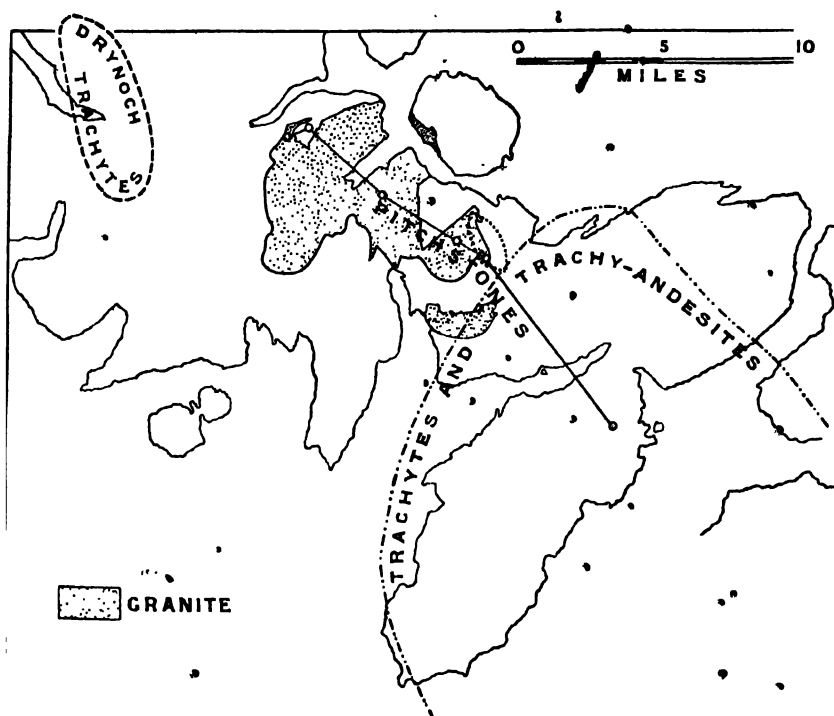 DRYNOCH
TRACHYTES
0 5 10
MILES
PITCHSTONES
TRACHY-ANDESITES
TRACHYTES AND
GRANITE